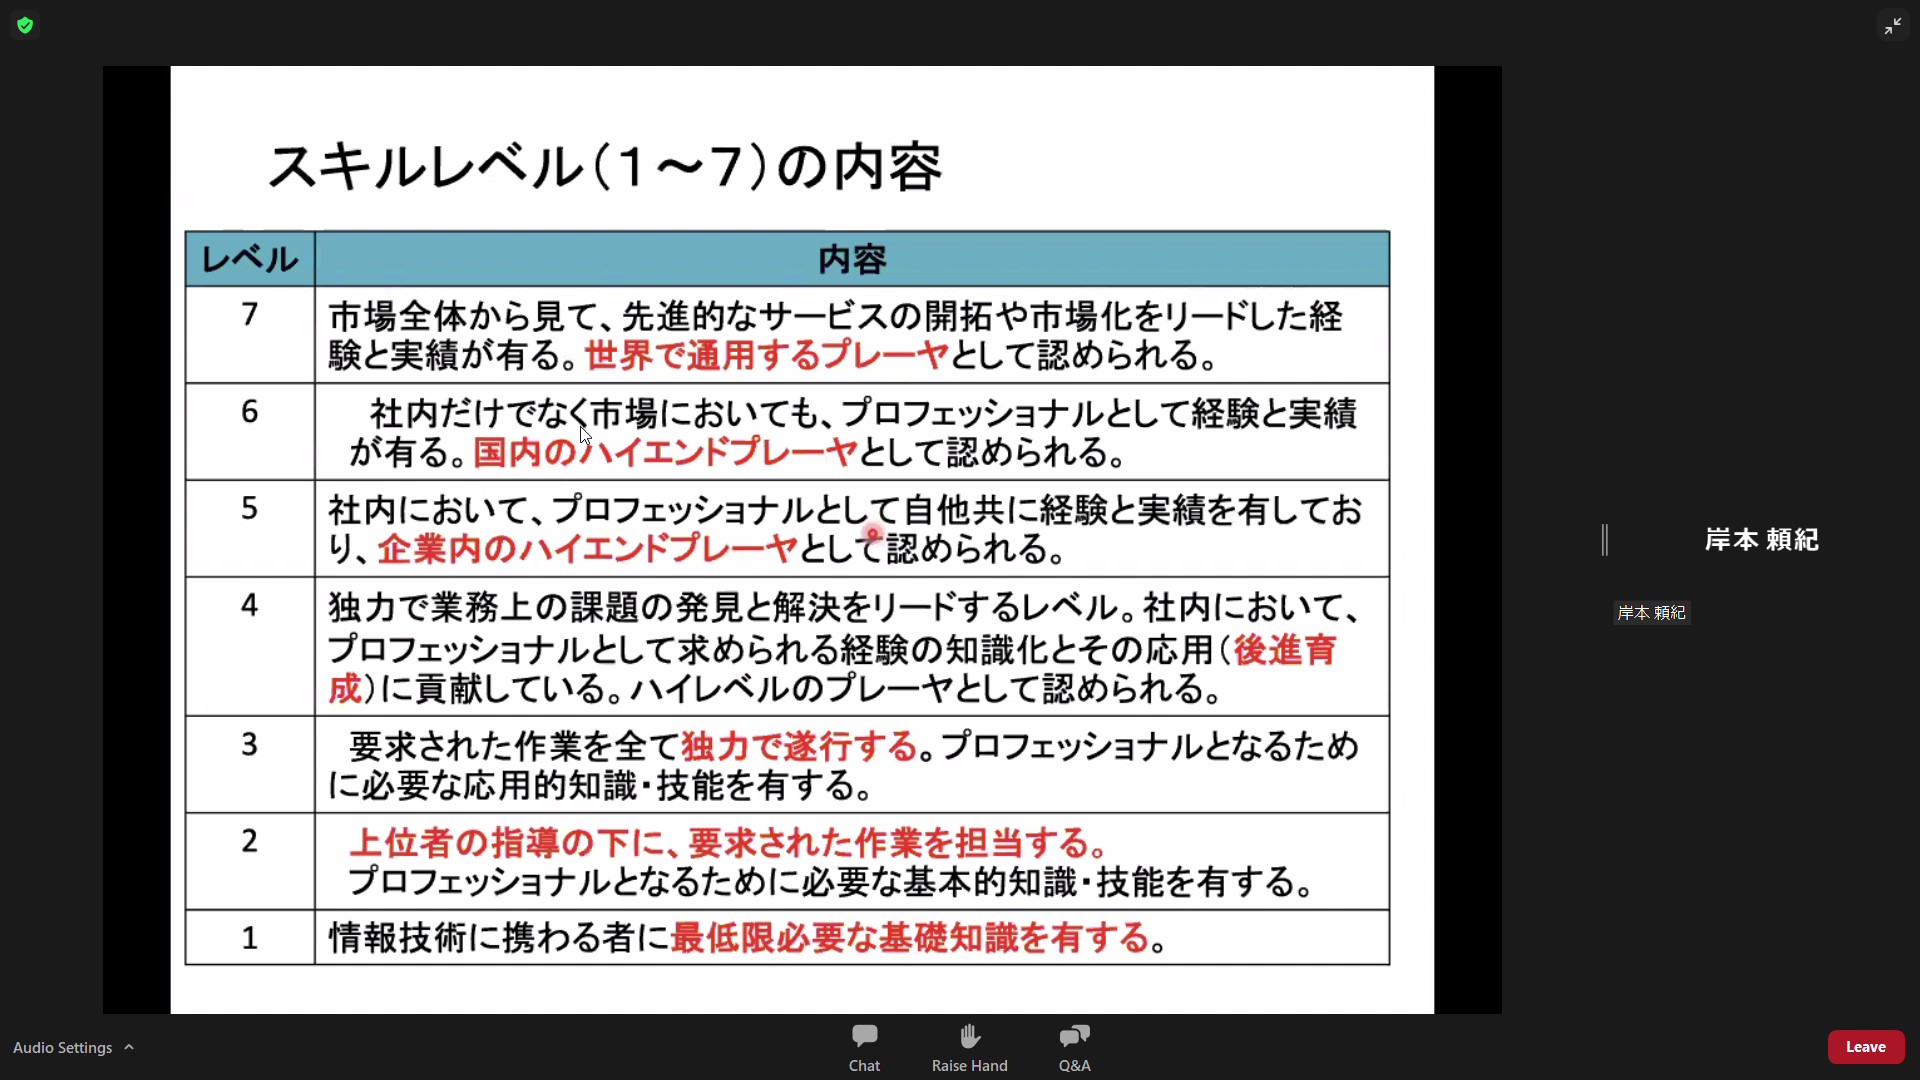 スキルレベル（１～７）の内容
レベル
内容
7
市場全体から見て、先進的なサービスの開拓や市場化をリードした経
験と実績が有る。世界で通用するプレーヤとして認められる。
6
社内だけでなく市場においても、プロフェッショナルとして経験と実績
が有る。国内のハイエンドプレーヤとして認められる。
5
社内において、プロフェッショナルとして自他共に経験と実績を有してお
り、企業内のハイエンドプレーヤとして認められる。
4
独力で業務上の課題の発見と解決をリードするレベル。社内において、
プロフェッショナルとして求められる経験の知識化とその応用（後進育
成）に貢献している。ハイレベルのプレーヤとして認められる。
3
要求された作業を全て独力で遂行する。プロフェッショナルとなるため
に必要な応用的知識・技能を有する。
2
上位者の指導の下に、要求された作業を担当する。
プロフェッショナルとなるために必要な基本的知識・技能を有する。
1
情報技術に携わる者に最低限必要な基礎知識を有する。
岸本 頼紀
岸本 頼紀
Audio Settings
Chat
Raise Hand
Q&A
Leave